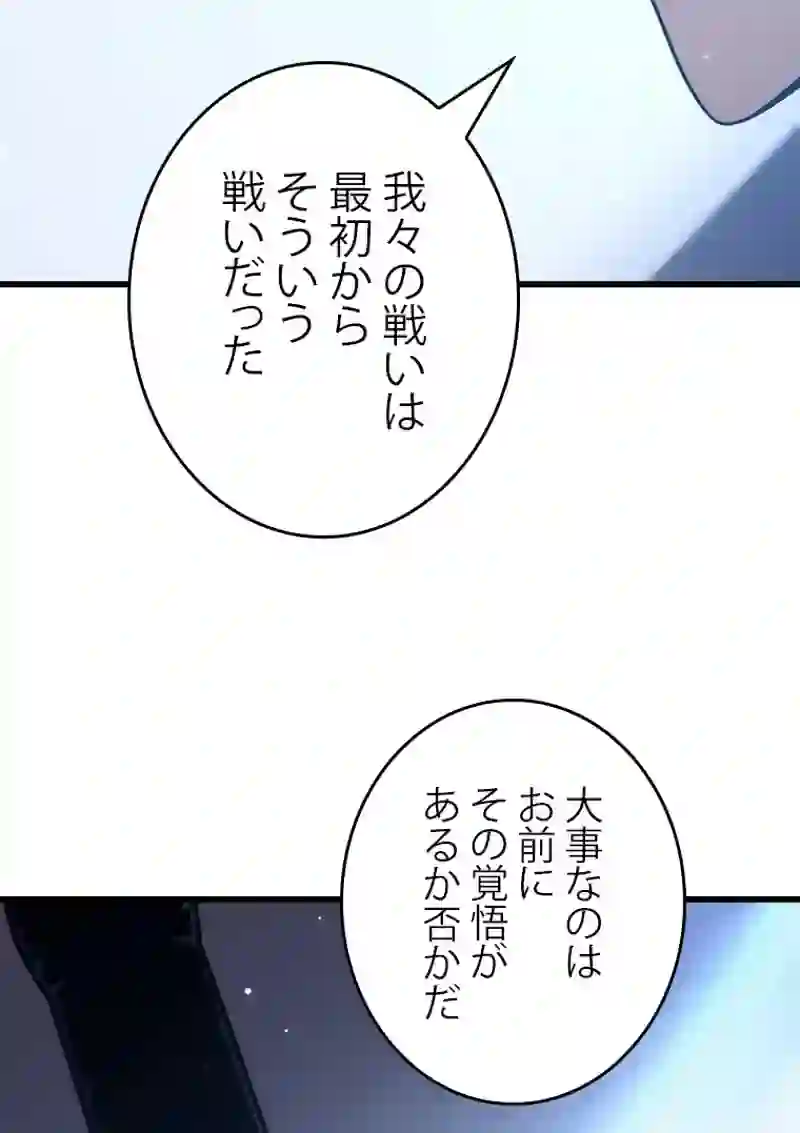 我々の戦いは
最初から
そういう
戦いだった
大事なのは
お前に
その覚悟が
あるか否かだ